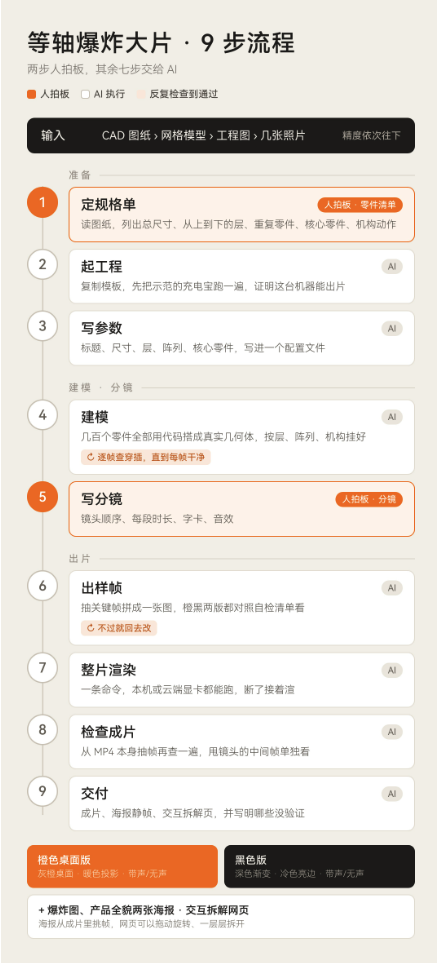 等轴爆炸大片 · 9 步流程
两步人拍板，其余七步交给 AI
人拍板 AI 执行 反复检查到通过
输入 CAD 图纸 › 网格模型 › 工程图 › 几张照片 精度依次往下
准备
1 定规格单 人拍板 · 零件清单
读图纸，列出总尺寸、从上到下的层、重复零件、核心零件、机构动作
2 起工程 AI
复制模板，先把示范的充电宝跑一遍，证明这台机器能出片
3 写参数 AI
标题、尺寸、层、阵列、核心零件，写进一个配置文件
建模 · 分镜
4 建模 AI
几百个零件全部用代码搭成真实几何体，按层、阵列、机构挂好
逐帧查穿插，直到每帧干净
5 写分镜 人拍板 · 分镜
镜头顺序、每段时长、字卡、音效
出片
6 出样帧 AI
抽关键帧拼成一张图，橙黑两版都对照自检清单看
不过就回去改
7 整片渲染 AI
一条命令，本机或云端显卡都能跑，断了接着渲
8 检查成片 AI
从 MP4 本身抽帧再查一遍，甩镜头的中间帧单独看
9 交付 AI
成片、海报静帧、交互拆解页，并写明哪些没验证
橙色桌面版
灰橙桌面 · 暖色投影 · 带声/无声
黑色版
深色渐变 · 冷色亮边 · 带声/无声
+ 爆炸图、产品全貌两张海报 · 交互拆解网页
海报从成片里挑帧，网页可以拖动旋转，一层层拆开